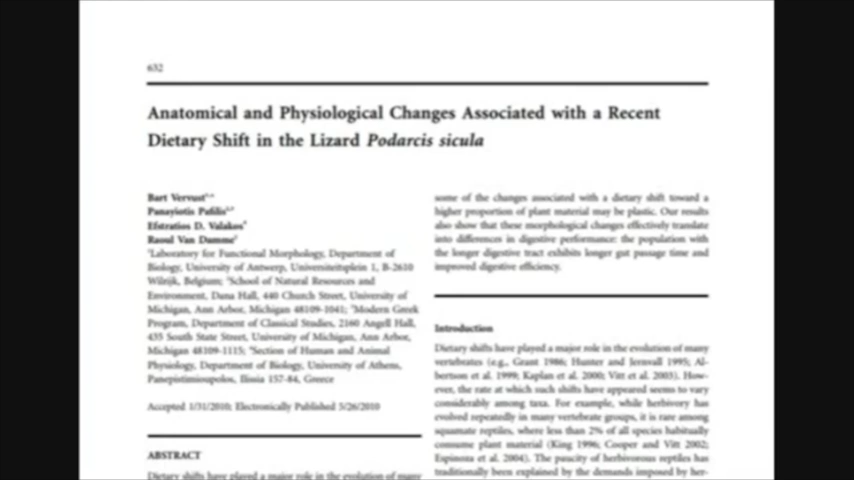 632
Anatomical and Physiological Changes Associated with a Recent
Dietary Shift in the Lizard Podarcis sicula
Bart Vervust
Panayiotis Pafilis
Efstratios D. Valakos
Raoul Van Damme
Laboratory for Functional Morphology, Department of
Biology, University of Antwerp, Universiteitsplein 1, B-2610
Wilrijk, Belgium; School of Natural Resources and
Environment, Dana Hall, 440 Church Street, University of
Michigan, Ann Arbor, Michigan 48109-1041; Modern Greek
Program, Department of Classical Studies, 2160 Angell Hall,
435 South State Street, University of Michigan, Ann Arbor,
Michigan 48109-1115; Section of Human and Animal
Physiology, Department of Biology, University of Athens,
Panepistimioupolos, Ilissia 157-84, Greece
Accepted 1/31/2010; Electronically Published 5/26/2010
ABSTRACT
Dietary shifts have played a major role in the evolution of many
some of the changes associated with a dietary shift toward a
higher proportion of plant material may be plastic. Our results
also show that these morphological changes effectively translate
into differences in digestive performance: the population with
the longer digestive tract exhibits longer gut passage time and
improved digestive efficiency.
Introduction
Dietary shifts have played a major role in the evolution of many
vertebrates (e.g., Grant 1986; Hunter and Jernvall 1995; Al-
bertson et al. 1999; Kaplan et al. 2000; Vitt et al. 2003). How-
ever, the rate at which such shifts have appeared seems to vary
considerably among taxa. For example, while herbivory has
evolved repeatedly in many vertebrate groups, it is rare among
squamate reptiles, where less than 2% of all species habitually
consume plant material (King 1996; Cooper and Vitt 2002;
Espinoza et al. 2004). The paucity of herbivorous reptiles has
traditionally been explained by the demands imposed by her-